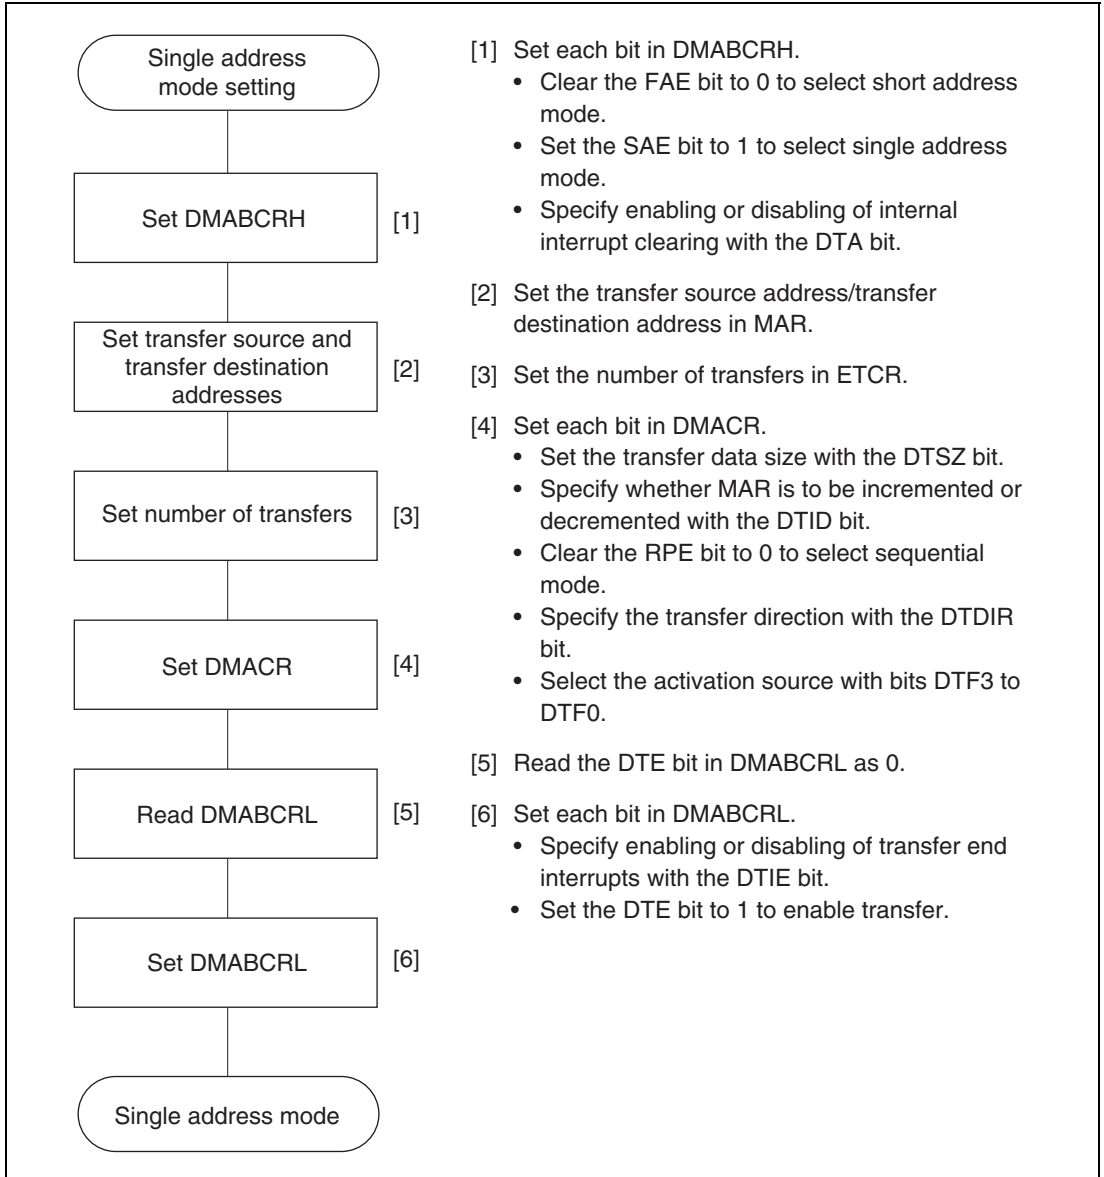 Single address
mode setting
Set DMABCRH
[1]
Set transfer source and
transfer destination
addresses
[2]
Set number of transfers
[3]
Set DMACR
[4]
Read DMABCRL
[5]
Set DMABCRL
[6]
Single address mode
[1] Set each bit in DMABCRH.
• Clear the FAE bit to 0 to select short address
mode.
• Set the SAE bit to 1 to select single address
mode.
• Specify enabling or disabling of internal
interrupt clearing with the DTA bit.
[2] Set the transfer source address/transfer
destination address in MAR.
[3] Set the number of transfers in ETCR.
[4] Set each bit in DMACR.
• Set the transfer data size with the DTSZ bit.
• Specify whether MAR is to be incremented or
decremented with the DTID bit.
• Clear the RPE bit to 0 to select sequential
mode.
• Specify the transfer direction with the DTDIR
bit.
• Select the activation source with bits DTF3 to
DTF0.
[5] Read the DTE bit in DMABCRL as 0.
[6] Set each bit in DMABCRL.
• Specify enabling or disabling of transfer end
interrupts with the DTIE bit.
• Set the DTE bit to 1 to enable transfer.